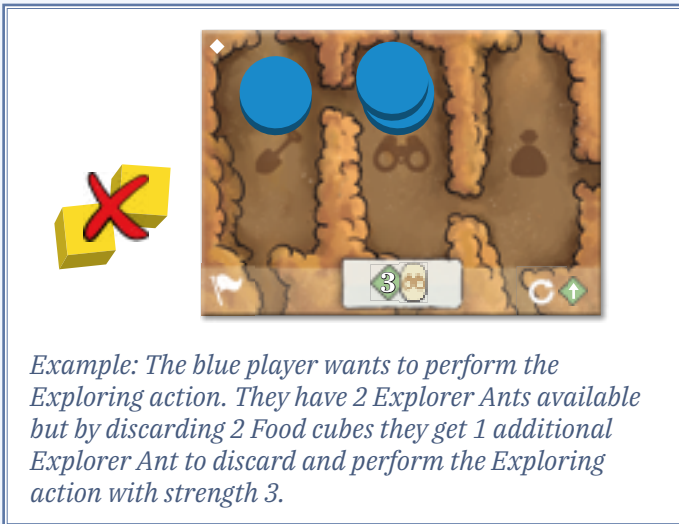 3
Example: The blue player wants to perform the
Exploring action. They have 2 Explorer Ants available
but by discarding 2 Food cubes they get 1 additional
Explorer Ant to discard and perform the Exploring
action with strength 3.